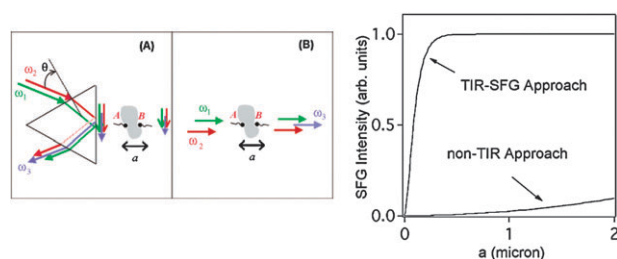 (A)
θ
ω₂
ω₁
A B
a
ω₃
(B)
ω₁
ω₂
A B
ω₃
a
SFG Intensity (arb. units)
1.0
0.5
0.0
TIR-SFG Approach
non-TIR Approach
0 1 2
a (micron)